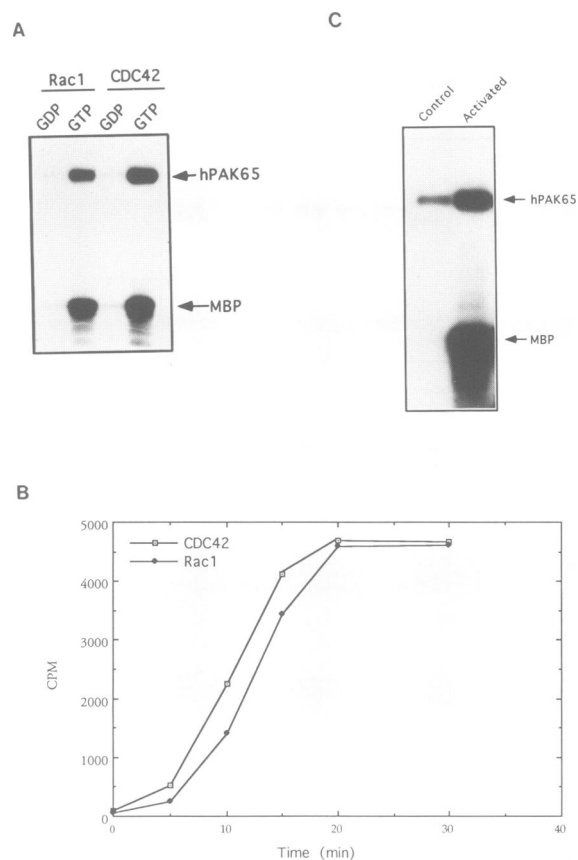 A
Rac1 CDC42
GDP GTP GDP GTP
hPAK65
MBP
C
Control Activated
hPAK65
MBP
B
CDC42
Rac1
5000
4000
3000
2000
1000
0
CPM
0 10 20 30 40
Time (min)